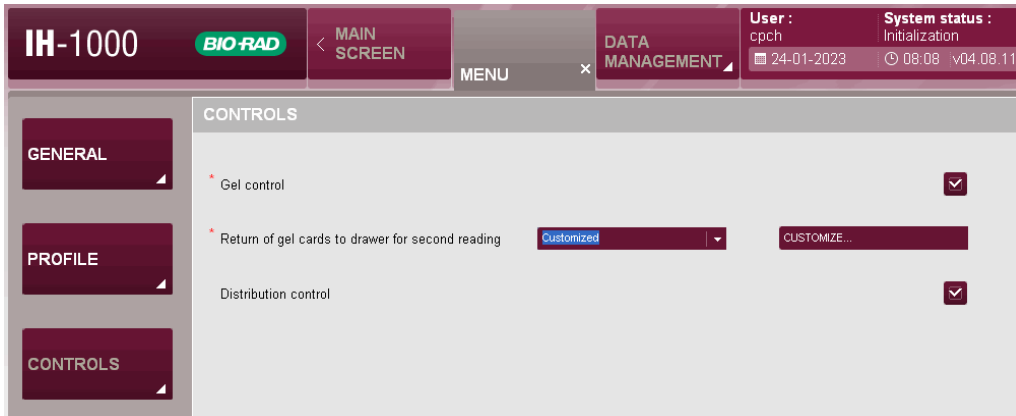 IH-1000
BIO-RAD
< MAIN SCREEN
MENU ×
DATA MANAGEMENT
User :
cpch
24-01-2023
System status :
Initialization
08:08 v04.08.11
CONTROLS
GENERAL
* Gel control
* Return of gel cards to drawer for second reading Customized CUSTOMIZE...
PROFILE
Distribution control
CONTROLS